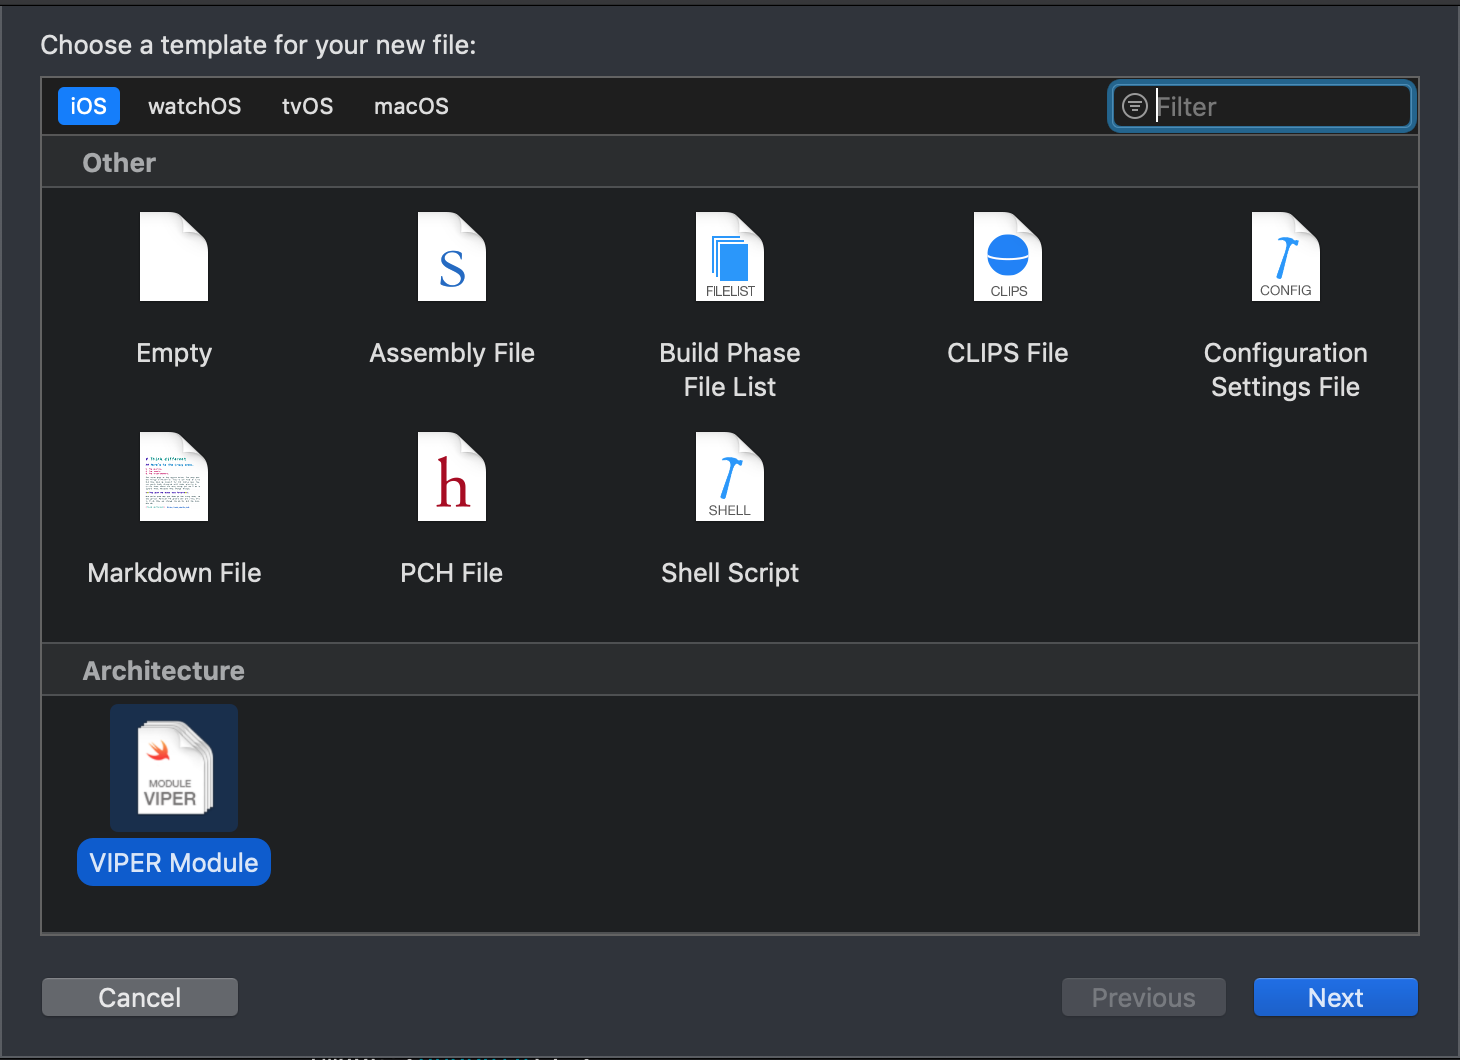 Choose a template for your new file:
iOS watchOS tvOS macOS Filter
Other
S
FILELIST
CLIPS
CONFIG
Empty
Assembly File
Build Phase
File List
CLIPS File
Configuration
Settings File
h
SHELL
Markdown File
PCH File
Shell Script
Architecture
MODULE
VIPER
VIPER Module
Cancel
Previous
Next